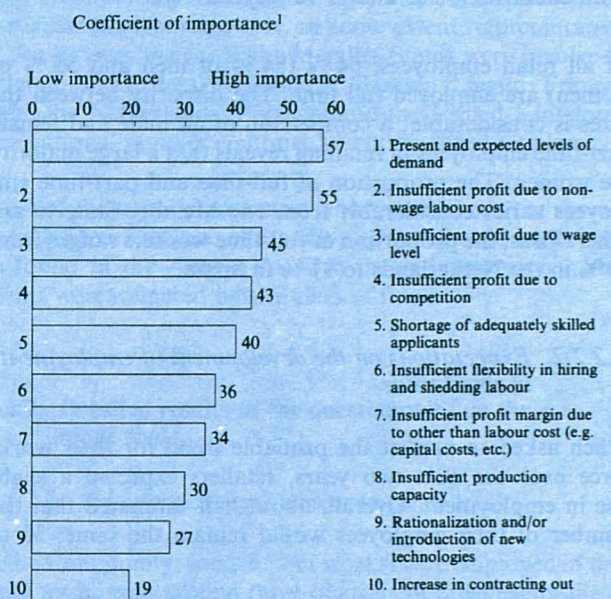 Coefficient of importance1
Low importance High importance
0 10 20 30 40 50 60
1 57
2 55
3 45
4 43
5 40
6 36
7 34
8 30
9 27
10 19
1. Present and expected levels of
demand
2. Insufficient profit due to non-
wage labour cost
3. Insufficient profit due to wage
level
4. Insufficient profit due to
competition
5. Shortage of adequately skilled
applicants
6. Insufficient flexibility in hiring
and shedding labour
7. Insufficient profit margin due
to other than labour cost (e.g.
capital costs, etc.)
8. Insufficient production
capacity
9. Rationalization and/or
introduction of new
technologies
10. Increase in contracting out